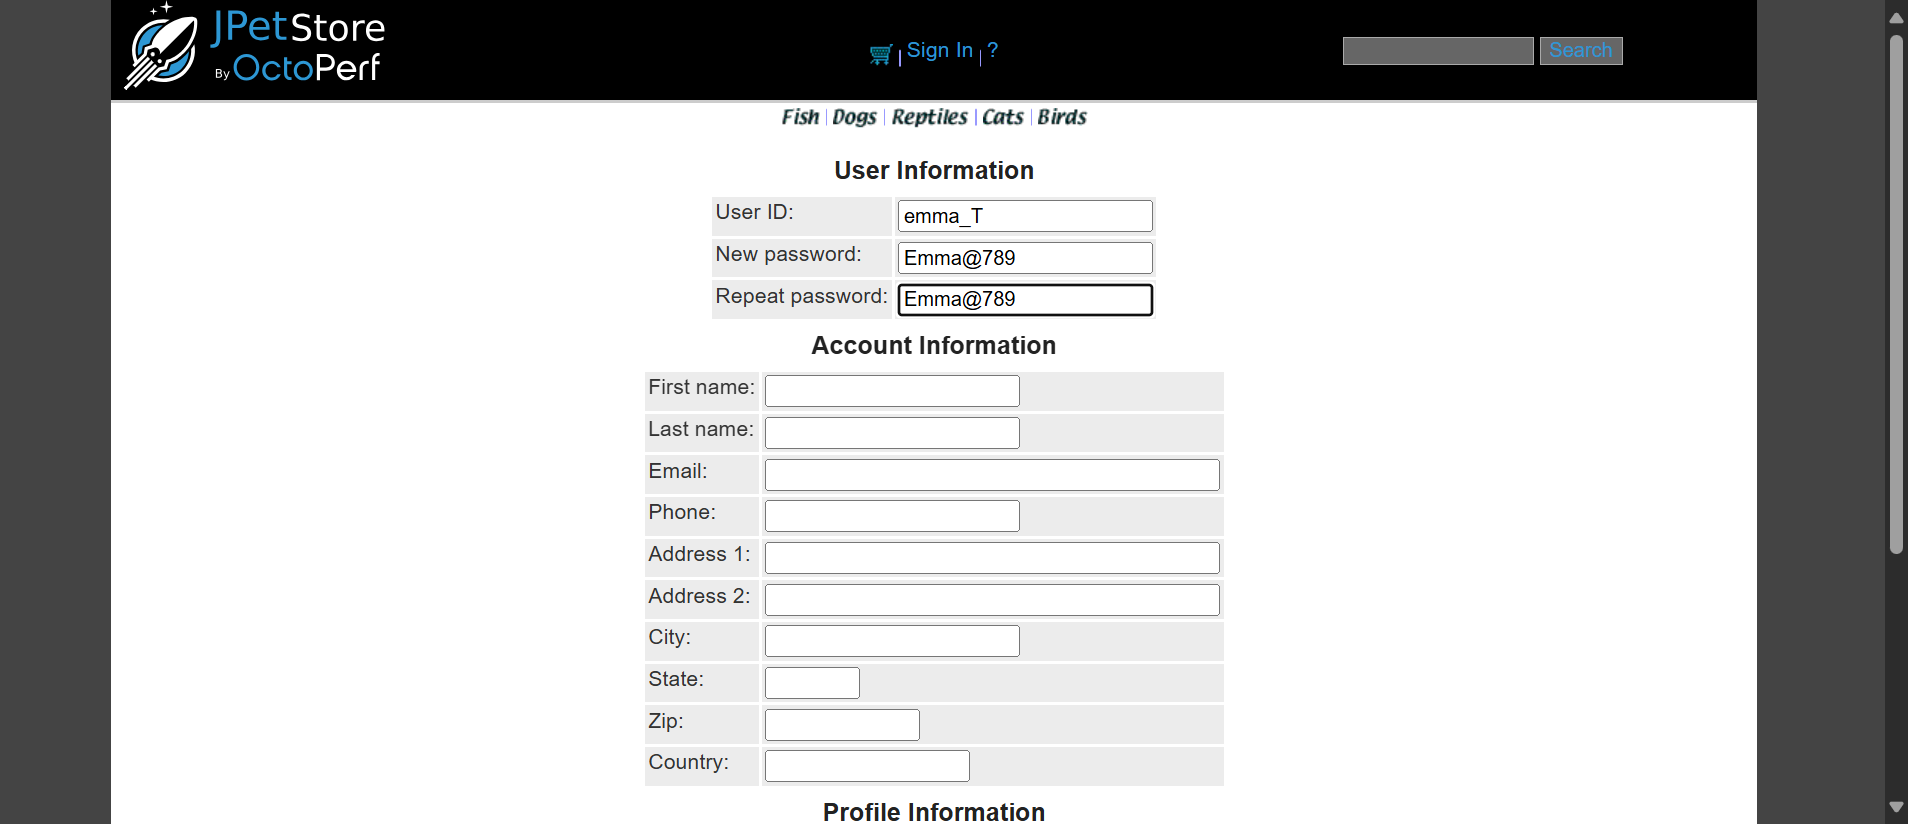 JPetStore
By OctoPerf
Sign In | ?
Search
Fish | Dogs | Reptiles | Cats | Birds
User Information
User ID: emma_T
New password: Emma@789
Repeat password: Emma@789
Account Information
First name:
Last name:
Email:
Phone:
Address 1:
Address 2:
City:
State:
Zip:
Country:
Profile Information